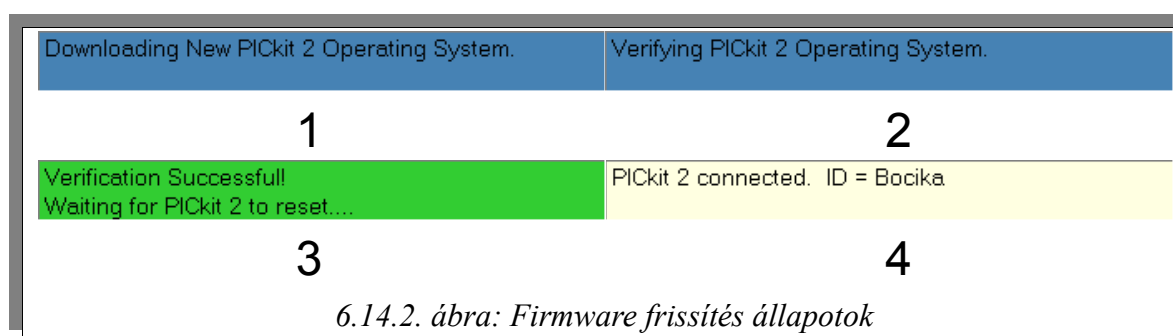 Downloading New PICkit 2 Operating System.
Verifying PICkit 2 Operating System.
1
2
Verification Successful!
Waiting for PICkit 2 to reset....
PICkit 2 connected.  ID = Bocika
3
4
6.14.2. ábra: Firmware frissítés állapotok